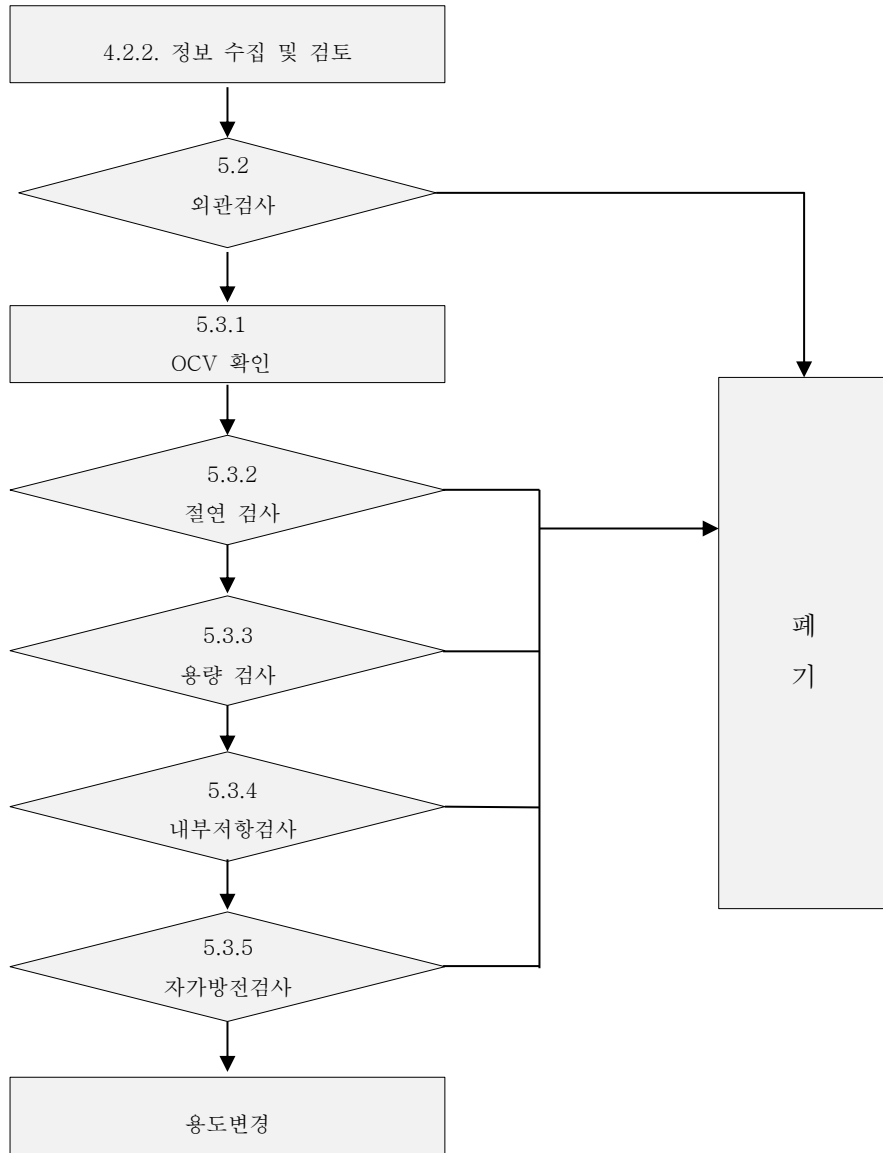 4.2.2. 정보 수집 및 검토
5.2
외관검사
5.3.1
OCV 확인
5.3.2
절연 검사
5.3.3
용량 검사
5.3.4
내부저항검사
5.3.5
자가방전검사
용도변경
폐
기